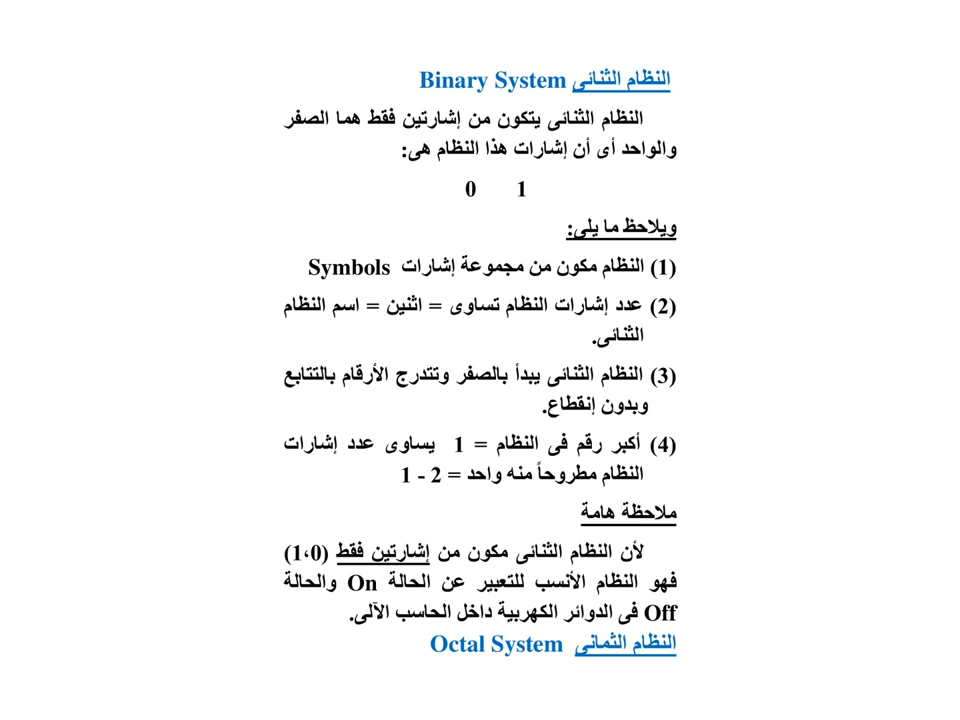 النظام الثنائى Binary System
النظام الثنائى يتكون من إشارتين فقط هما الصفر
والواحد أى أن إشارات هذا النظام هى:
0 1
ويلاحظ ما يلى:
(1) النظام مكون من مجموعة إشارات Symbols
(2) عدد إشارات النظام تساوى = اثنين = اسم النظام
الثنائى.
(3) النظام الثنائى يبدأ بالصفر وتتدرج الأرقام بالتتابع
وبدون إنقطاع.
(4) أكبر رقم فى النظام = 1 يساوى عدد إشارات
النظام مطروحاً منه واحد = 2 - 1
ملاحظة هامة
لأن النظام الثنائى مكون من إشارتين فقط (1،0)
فهو النظام الأنسب للتعبير عن الحالة On والحالة
Off فى الدوائر الكهربية داخل الحاسب الآلى.
النظام الثمانى Octal System